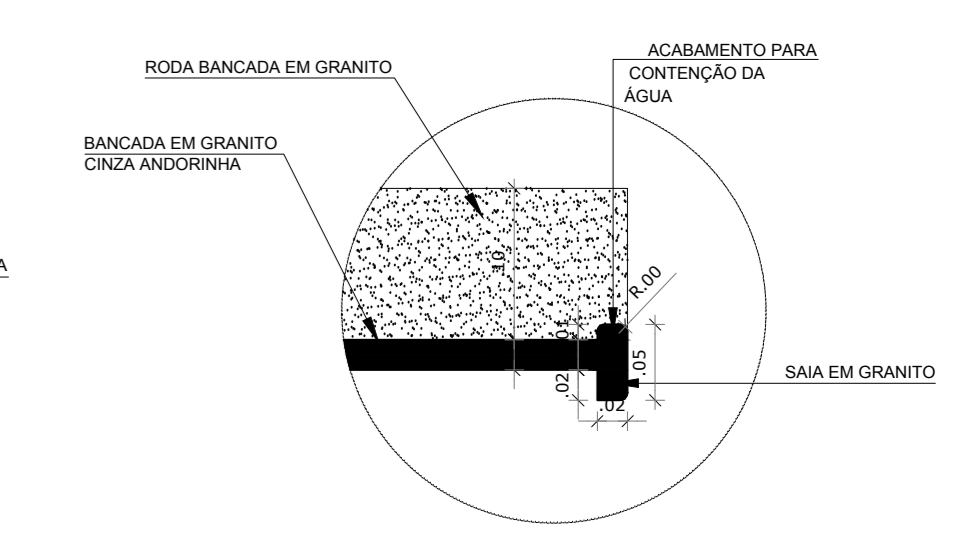 ACABAMENTO PARA
CONTENÇÃO DA
ÁGUA
RODA BANCADA EM GRANITO
BANCADA EM GRANITO
CINZA ANDORINHA
A
.10
R.00
.01
.05
.02
.02
SAIA EM GRANITO